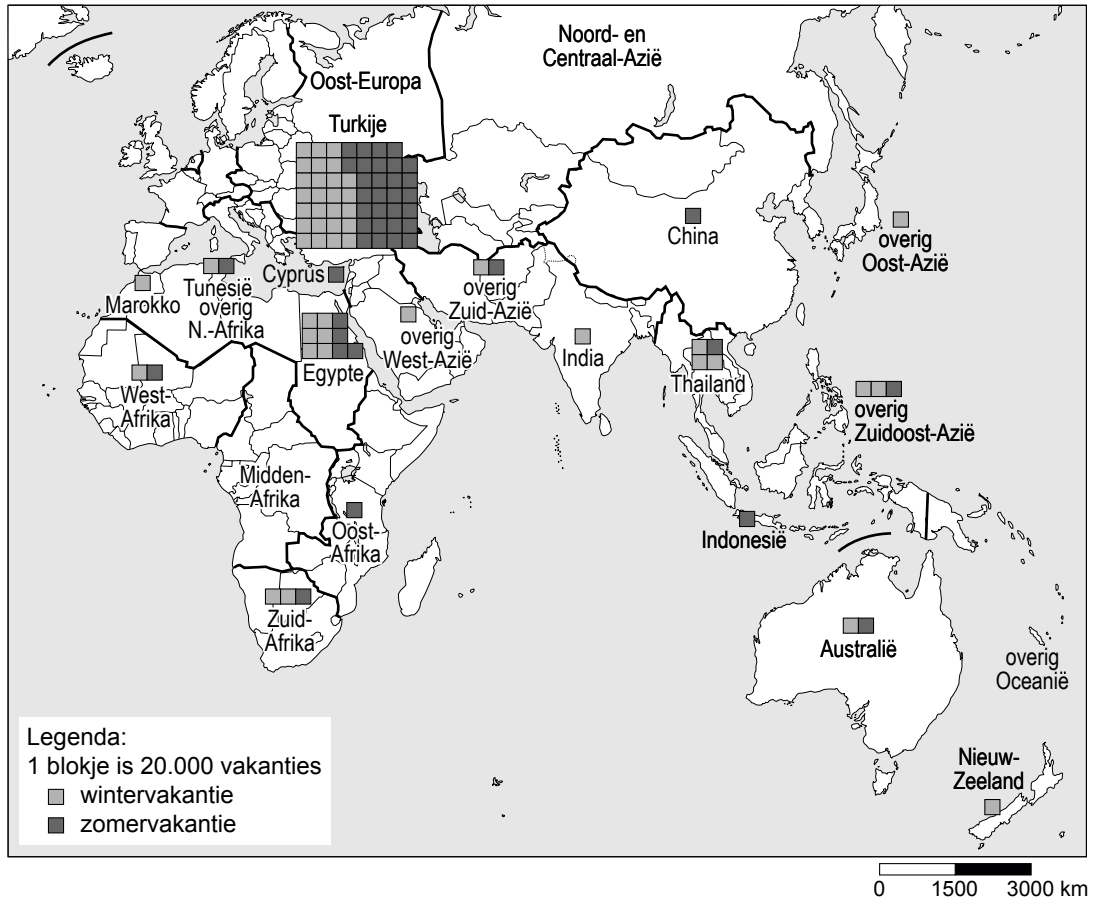 Noord- en
Centraal-Azië
Oost-Europa
Turkije
China
overig
Oost-Azië
Cyprus
Tunesië
overig
N.-Afrika
Marokko
overig
Zuid-Azië
overig
West-Azië
India
Egypte
Thailand
West-
Afrika
overig
Zuidoost-Azië
Midden-
Afrika
Oost-
Afrika
Indonesië
Zuid-
Afrika
Australië
overig
Oceanië
Nieuw-
Zeeland
Legenda:
1 blokje is 20.000 vakanties
wintervakantie
zomervakantie
0 1500 3000 km